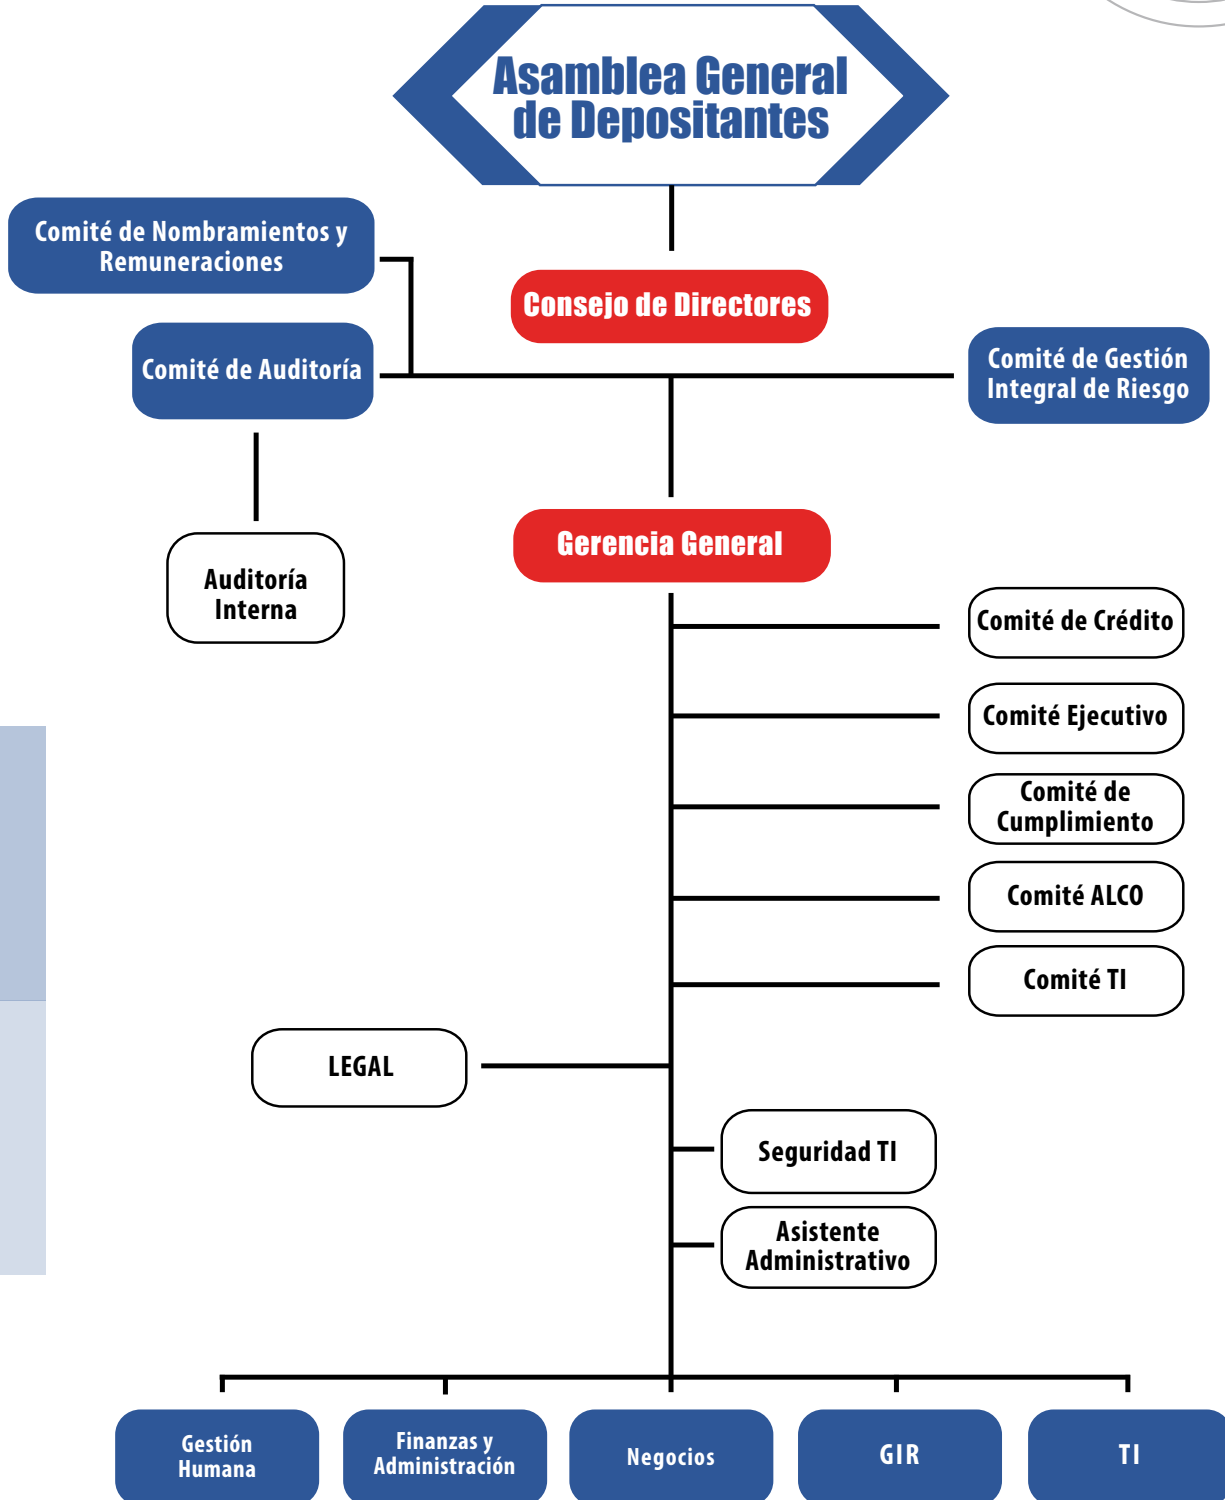 Asamblea General
de Depositantes
Comité de Nombramientos y
Remuneraciones
Consejo de Directores
Comité de Auditoría
Comité de Gestión
Integral de Riesgo
Gerencia General
Auditoría
Interna
Comité de Crédito
Comité Ejecutivo
Comité de
Cumplimiento
Comité ALCO
Comité TI
LEGAL
Seguridad TI
Asistente
Administrativo
Gestión
Humana
Finanzas y
Administración
Negocios
GIR
TI